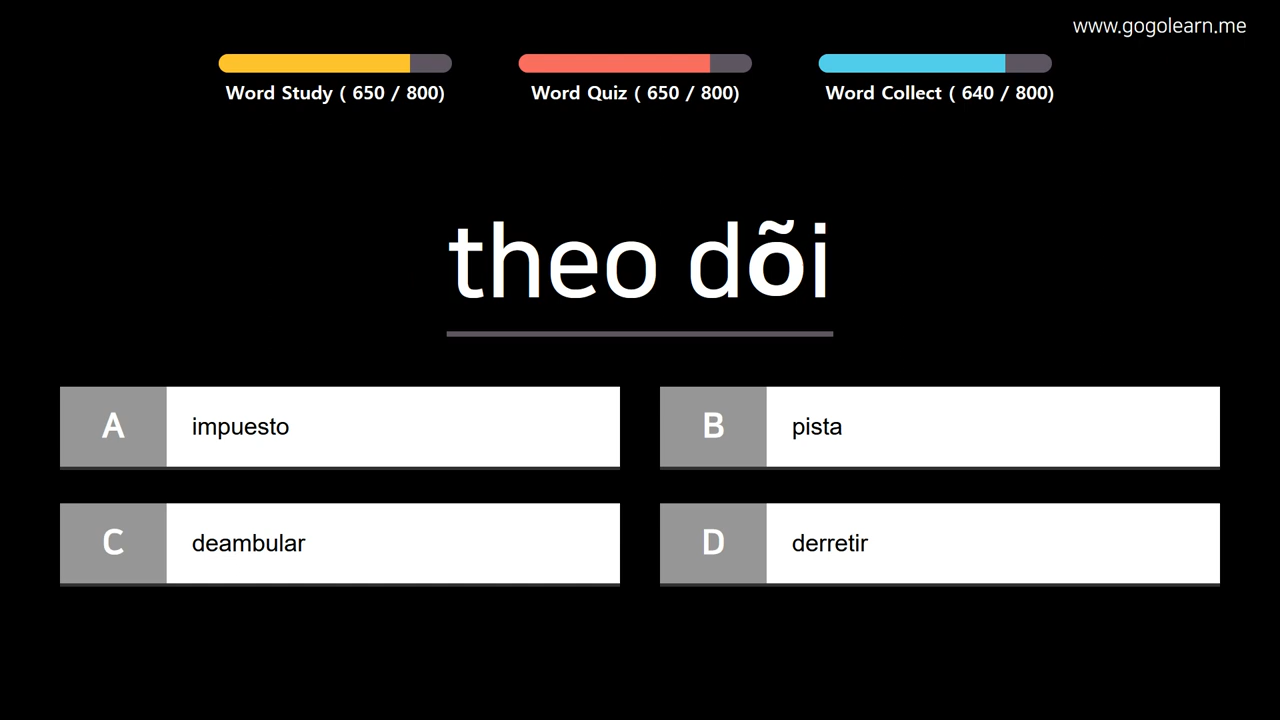 www.gogolearn.me
Word Study ( 650 / 800)
Word Quiz ( 650 / 800)
Word Collect ( 640 / 800)
theo dõi
A impuesto
B pista
C deambular
D derretir